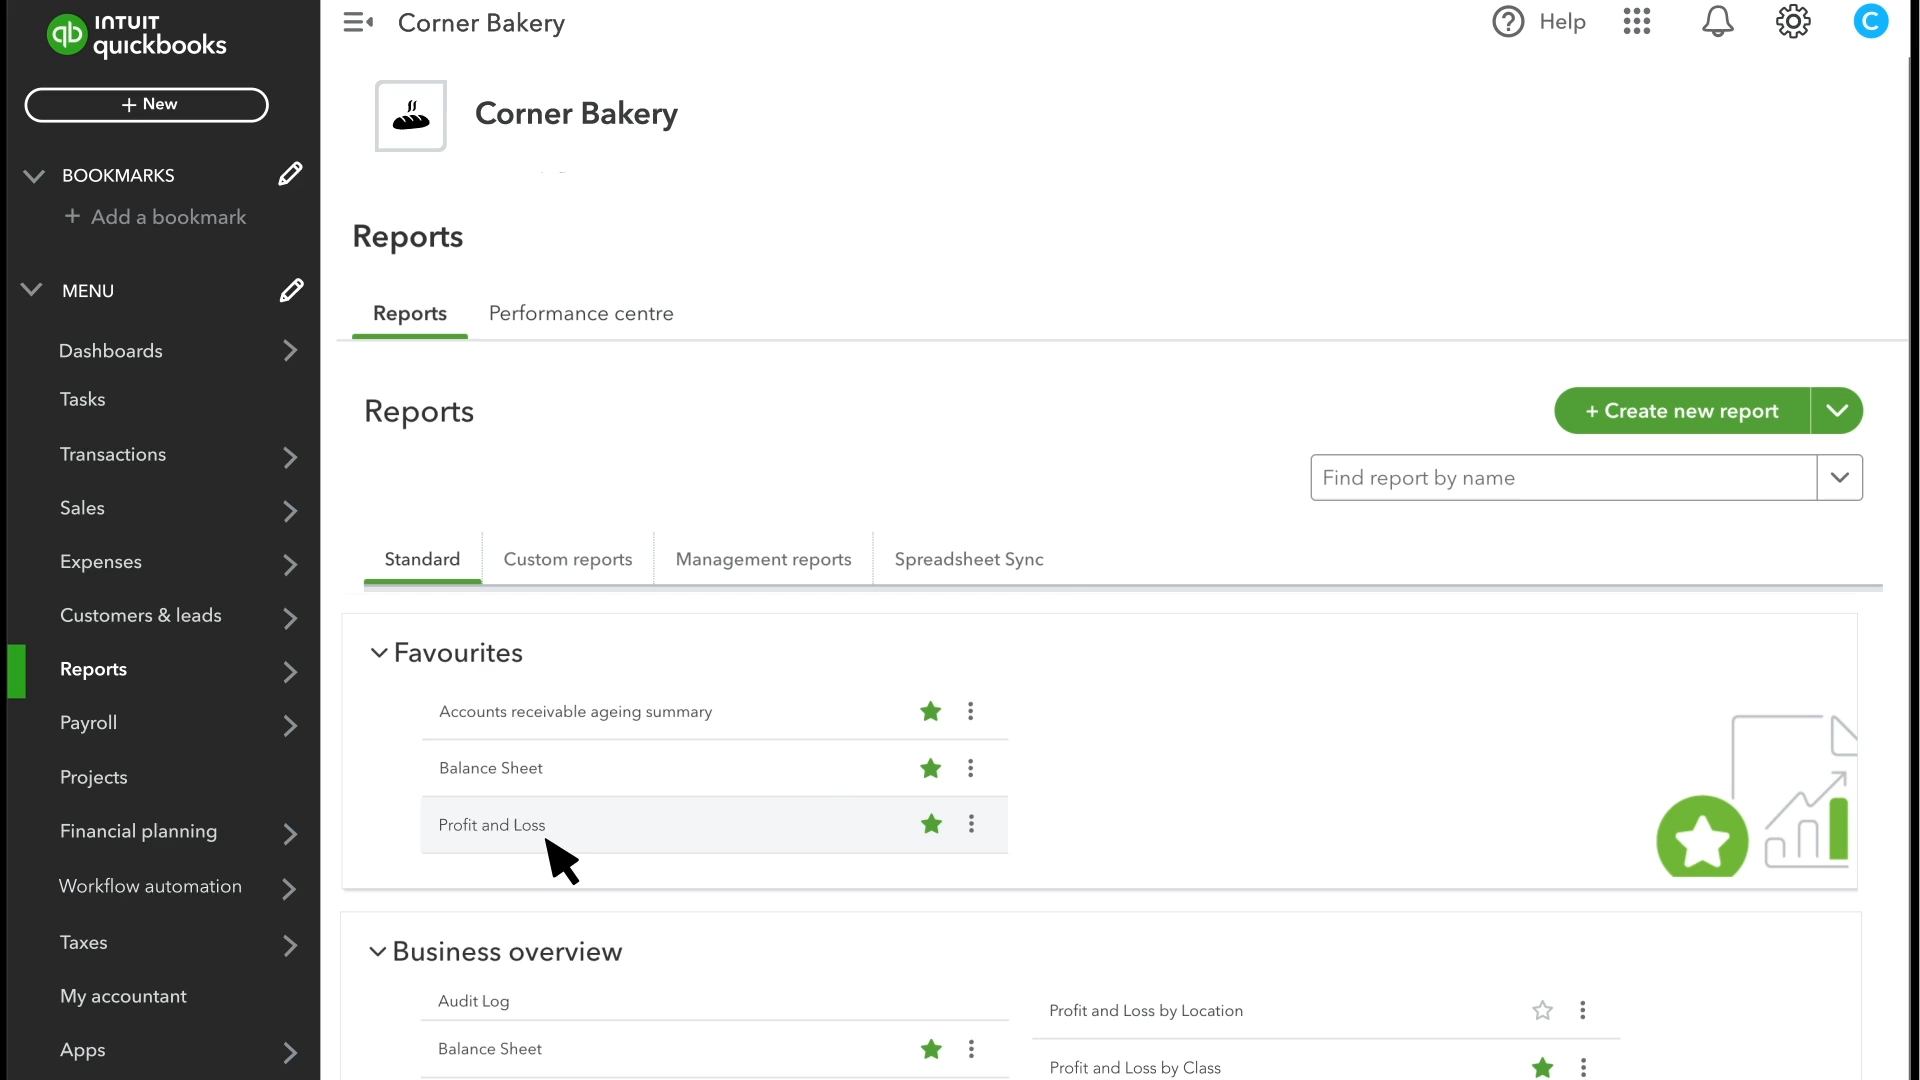 INTUIT
qb quickbooks
+ New
BOOKMARKS
+ Add a bookmark
MENU
Dashboards
Tasks
Transactions
Sales
Expenses
Customers & leads
Reports
Payroll
Projects
Financial planning
Workflow automation
Taxes
My accountant
Apps
Corner Bakery
? Help
C
Corner Bakery
Reports
Reports
Performance centre
Reports
+ Create new report
Find report by name
Standard
Custom reports
Management reports
Spreadsheet Sync
Favourites
Accounts receivable ageing summary
Balance Sheet
Profit and Loss
Business overview
Audit Log
Balance Sheet
Profit and Loss by Location
Profit and Loss by Class